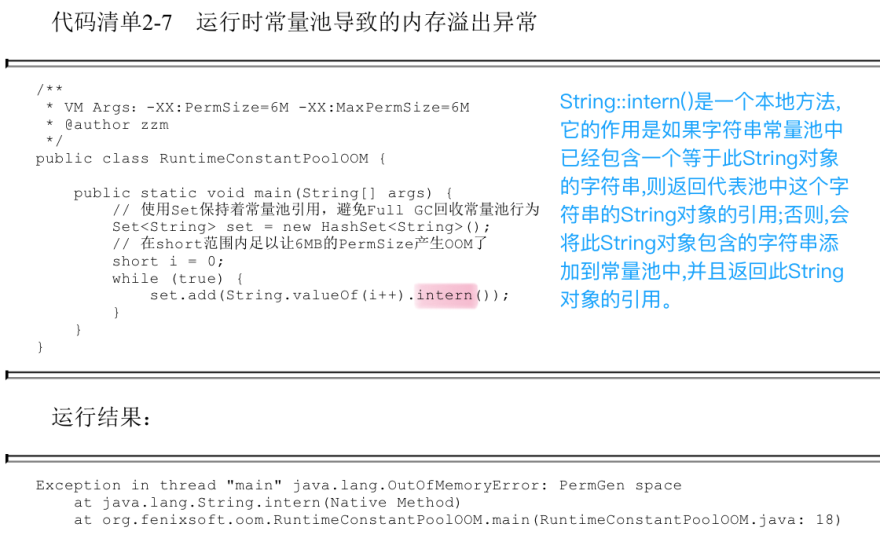 代码清单2-7 运行时常量池导致的内存溢出异常
/**
 * VM Args: -XX:PermSize=6M -XX:MaxPermSize=6M
 * @author zzm
 */
public class RuntimeConstantPoolOOM {
    public static void main(String[] args) {
        // 使用Set保持着常量池引用，避免Full GC回收常量池行为
        Set<String> set = new HashSet<String>();
        // 在short范围内足以让6MB的PermSize产生OOM了
        short i = 0;
        while (true) {
            set.add(String.valueOf(i++).intern());
        }
    }
}
String::intern()是一个本地方法,
它的作用是如果字符串常量池中
已经包含一个等于此String对象
的字符串,则返回代表池中这个字
符串的String对象的引用;否则,会
将此String对象包含的字符串添
加到常量池中,并且返回此String
对象的引用。
运行结果：
Exception in thread "main" java.lang.OutOfMemoryError: PermGen space
    at java.lang.String.intern(Native Method)
    at org.fenixsoft.oom.RuntimeConstantPoolOOM.main(RuntimeConstantPoolOOM.java: 18)